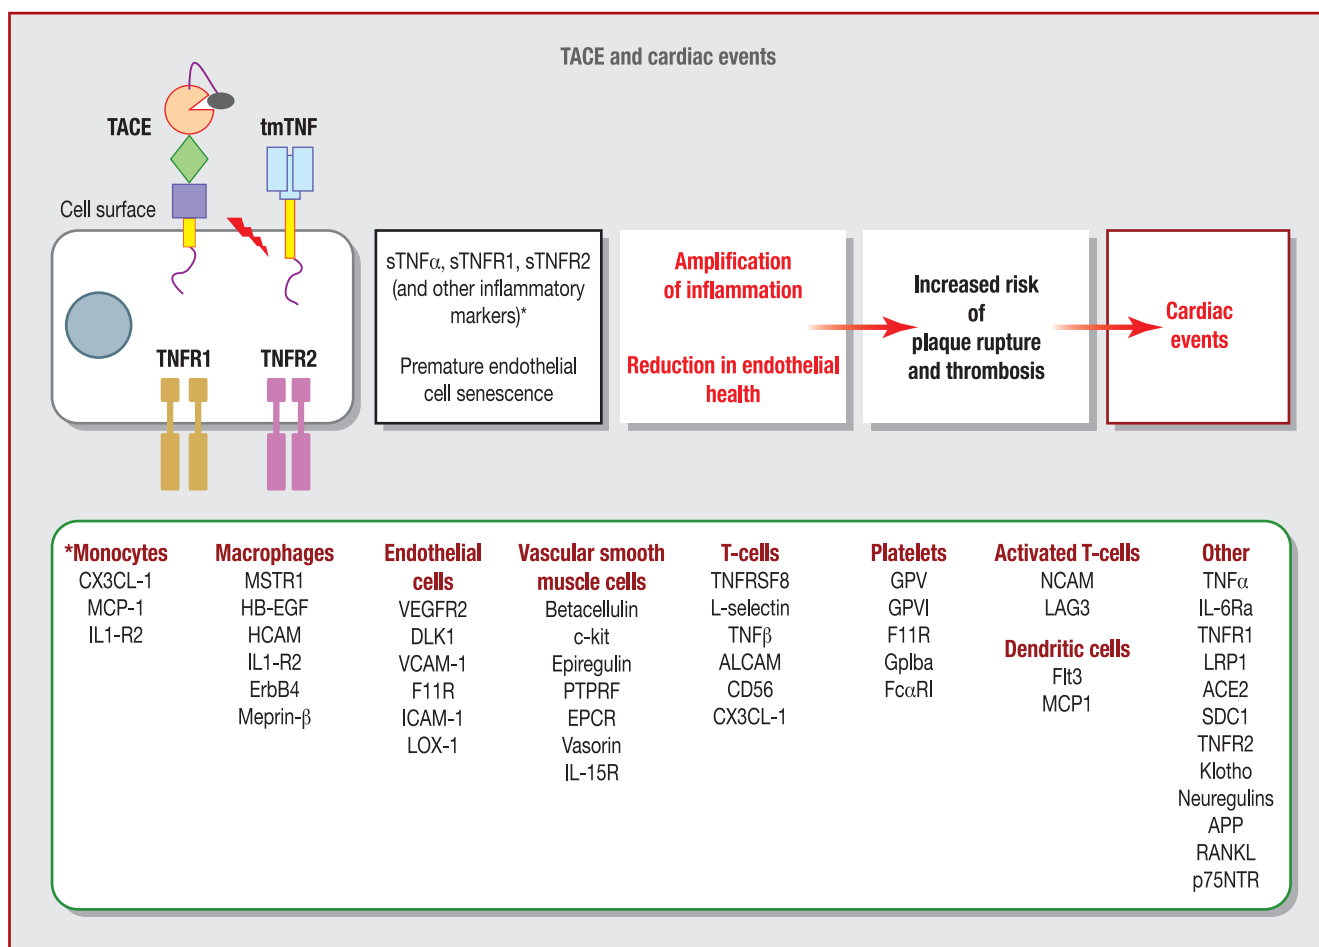 TACE and cardiac events
TACE
tmTNF
Cell surface
TNFR1
TNFR2
sTNFα, sTNFR1, sTNFR2
(and other inflammatory
markers)*
Premature endothelial
cell senescence
Amplification
of inflammation
Reduction in endothelial
health
Increased risk
of
plaque rupture
and thrombosis
Cardiac
events
*Monocytes
CX3CL-1
MCP-1
IL1-R2
Macrophages
MSTR1
HB-EGF
HCAM
IL1-R2
ErbB4
Meprin-β
Endothelial
cells
VEGFR2
DLK1
VCAM-1
F11R
ICAM-1
LOX-1
Vascular smooth
muscle cells
Betacellulin
c-kit
Epiregulin
PTPRF
EPCR
Vasorin
IL-15R
T-cells
TNFRSF8
L-selectin
TNFβ
ALCAM
CD56
CX3CL-1
Platelets
GPV
GPVI
F11R
Gplba
FcαRI
Activated T-cells
NCAM
LAG3
Dendritic cells
Flt3
MCP1
Other
TNFα
IL-6Ra
TNFR1
LRP1
ACE2
SDC1
TNFR2
Klotho
Neuregulins
APP
RANKL
p75NTR